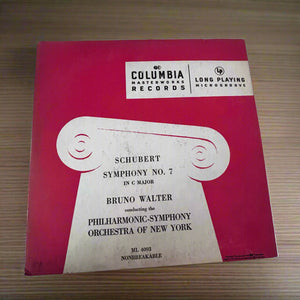 COLUMBIA
MASTERWORKS
RECORDS
LONG PLAYING
MICROGROOVE
SCHUBERT
SYMPHONY NO. 7
IN C MAJOR
BRUNO WALTER
conducting the
PHILHARMONIC-SYMPHONY
ORCHESTRA OF NEW YORK
ML 4093
NONBREAKABLE